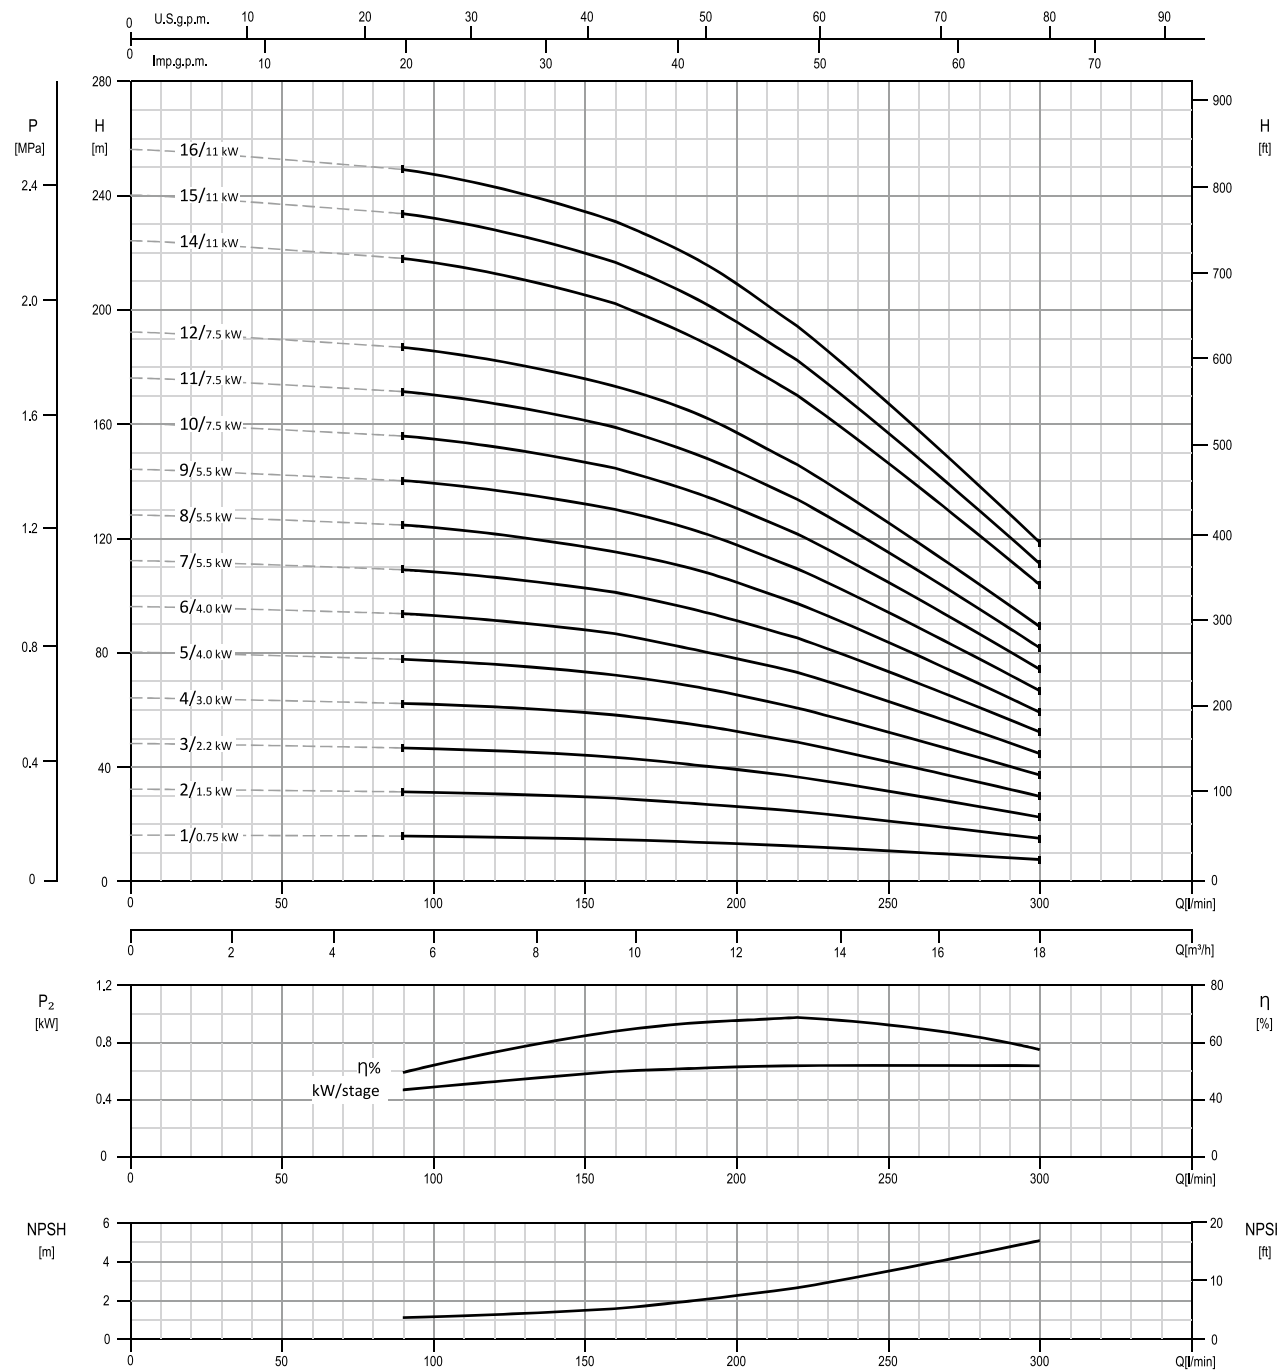 0 U.S.g.p.m. 10 20 30 40 50 60 70 80 90
0 Imp.g.p.m. 10 20 30 40 50 60 70
P
[MPa]
2.4
2.0
1.6
1.2
0.8
0.4
0
H
[m]
280
240
200
160
120
80
40
0
16/11 kW
15/11 kW
14/11 kW
12/7.5 kW
11/7.5 kW
10/7.5 kW
9/5.5 kW
8/5.5 kW
7/5.5 kW
6/4.0 kW
5/4.0 kW
4/3.0 kW
3/2.2 kW
2/1.5 kW
1/0.75 kW
H
[ft]
900
800
700
600
500
400
300
200
100
0
0 50 100 150 200 250 300 Q[l/min]
0 2 4 6 8 10 12 14 16 18 Q[m³/h]
P₂
[kW]
1.2
0.8
0.4
0
η%
kW/stage
η
[%]
80
60
40
20
0
0 50 100 150 200 250 300 Q[l/min]
NPSH
[m]
6
4
2
0
NPSI
[ft]
20
10
0
0 50 100 150 200 250 300 Q[l/min]